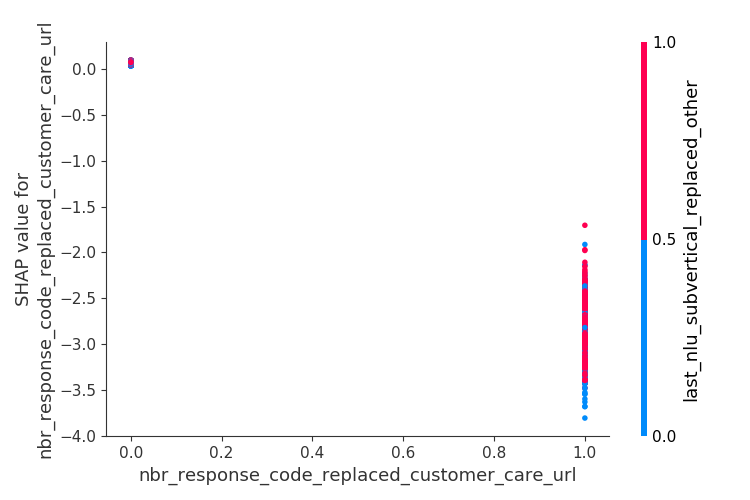 SHAP value for
nbr_response_code_replaced_customer_care_url
0.0
−0.5
−1.0
−1.5
−2.0
−2.5
−3.0
−3.5
−4.0
0.0 0.2 0.4 0.6 0.8 1.0
nbr_response_code_replaced_customer_care_url
1.0
0.5
0.0
last_nlu_subvertical_replaced_other